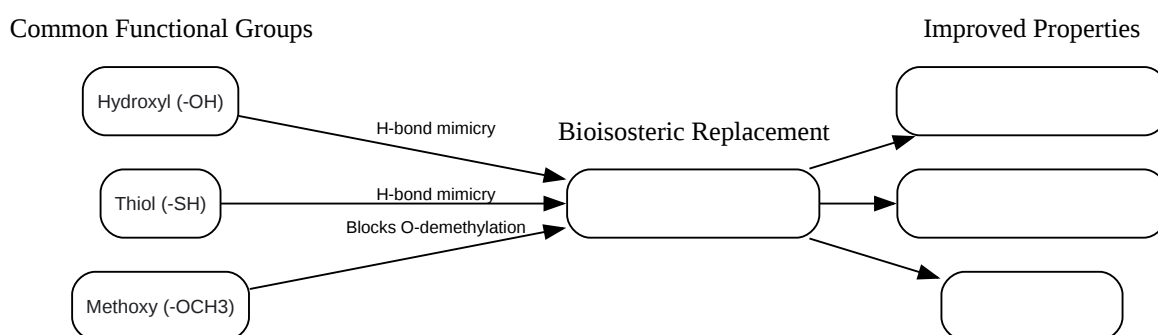 Common Functional Groups
Improved Properties
Hydroxyl (-OH)
H-bond mimicry
Bioisosteric Replacement
Thiol (-SH)
H-bond mimicry
Blocks O-demethylation
Methoxy (-OCH3)